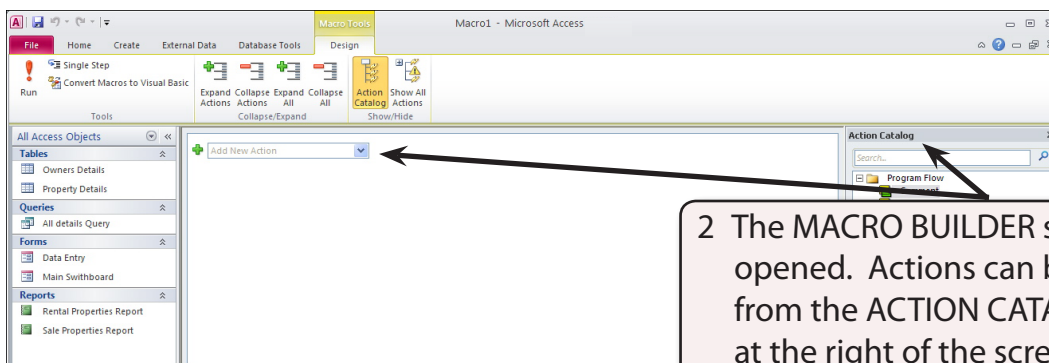 Macro Tools
Macro1 - Microsoft Access
File Home Create External Data Database Tools Design
Run
Single Step
Convert Macros to Visual Basic
Expand Actions
Collapse Actions
Expand All
Collapse All
Action Catalog
Show All Actions
Tools Collapse/Expand Show/Hide
All Access Objects
Tables
Owners Details
Property Details
Queries
All details Query
Forms
Data Entry
Main Swithboard
Reports
Rental Properties Report
Sale Properties Report
Add New Action
Action Catalog
Search...
Program Flow
Comment
2 The MACRO BUILDER
opened. Actions can
from the ACTION
at the right of the